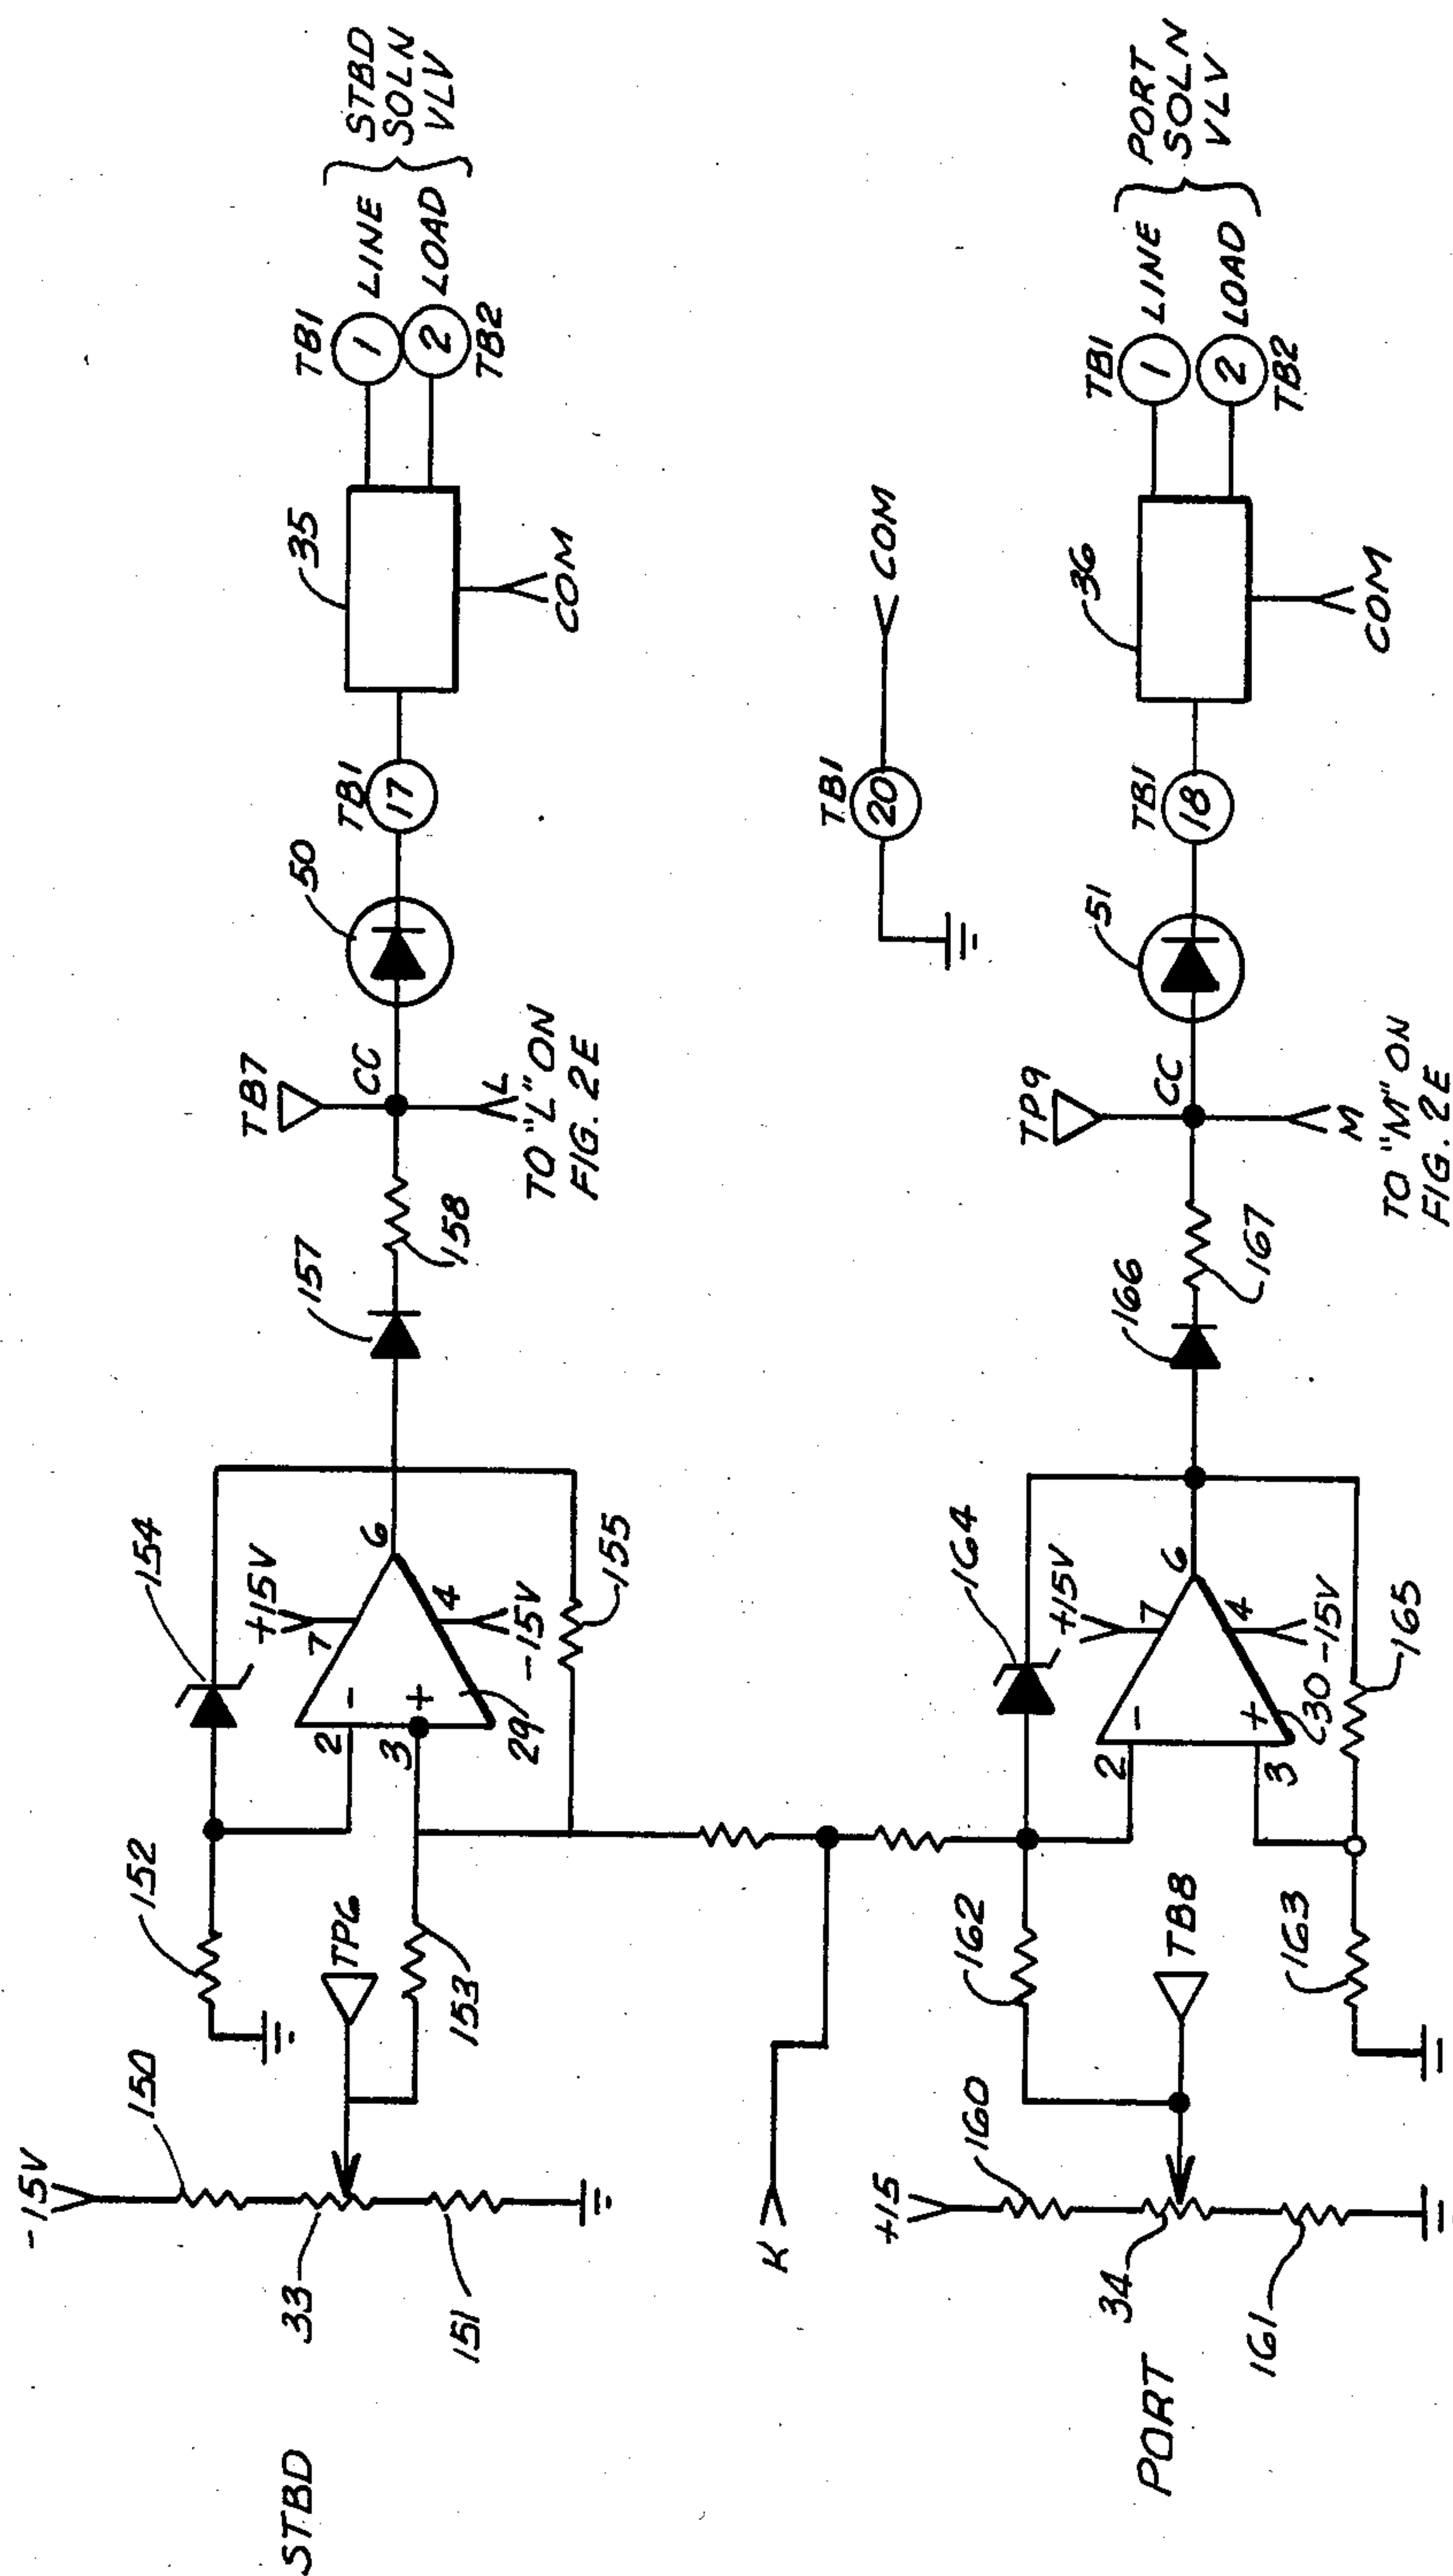 STBD
-15V
150
33
151
152
TP6
153
154
+15V
7
2
-
6
3
+
4
29
-15V
155
157
158
TB7
CC
L
TO "L" ON
FIG. 2E
50
TB1
17
35
COM
TB1
1
LINE
2
LOAD
TB2
STBD
SOLN
VLV
K
TB1
20
COM
PORT
+15
160
34
161
162
TB8
163
164
+15V
7
2
-
6
3
+
4
30
-15V
165
166
167
TP9
CC
M
TO "M" ON
FIG. 2E
51
TB1
18
36
COM
TB1
1
LINE
2
LOAD
TB2
PORT
SOLN
VLV